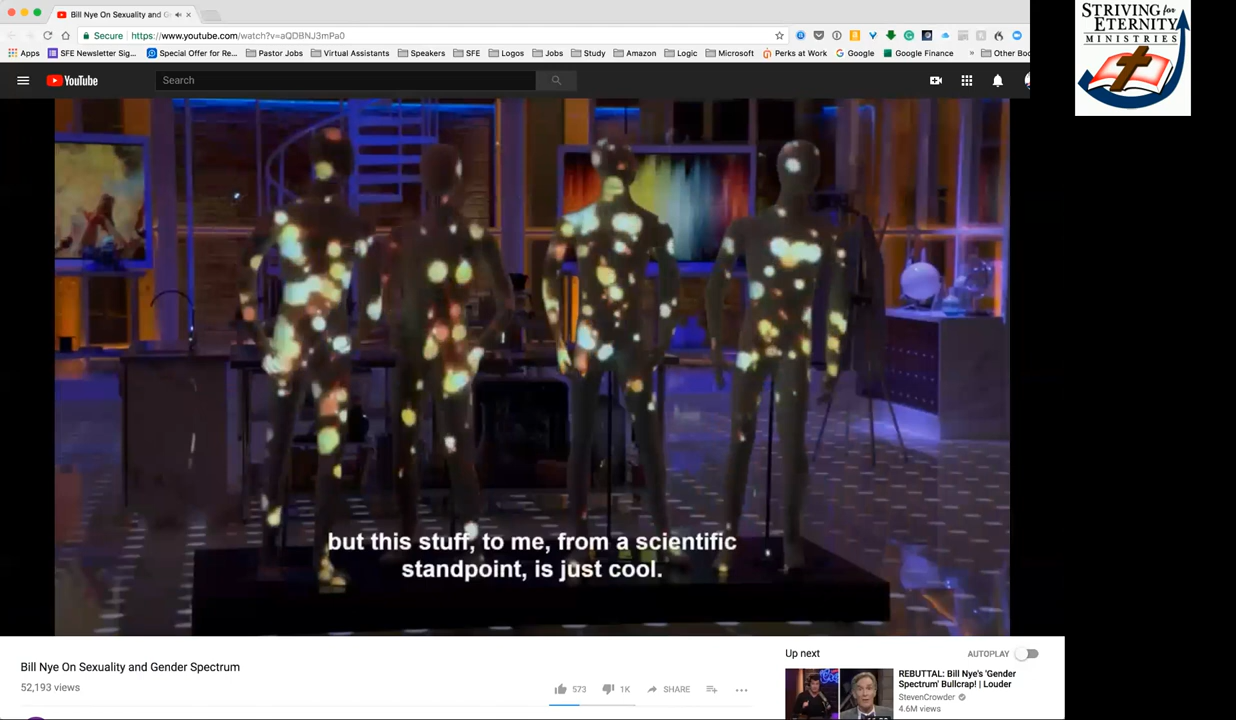 Bill Nye On Sexuality and G
Secure https://www.youtube.com/watch?v=aQDBNJ3mPa0
Apps SFE Newsletter Sig... Special Offer for Re... Pastor Jobs Virtual Assistants Speakers SFE Logos Jobs Study Amazon Logic Microsoft Perks at Work Google Google Finance » Other Boo
STRIVING for
ETERNITY
MINISTRIES
YouTube Search
but this stuff, to me, from a scientific
standpoint, is just cool.
Bill Nye On Sexuality and Gender Spectrum
52,193 views
573 1K SHARE
Up next AUTOPLAY
REBUTTAL: Bill Nye's 'Gender
Spectrum' Bullcrap! | Louder
StevenCrowder
4.6M views